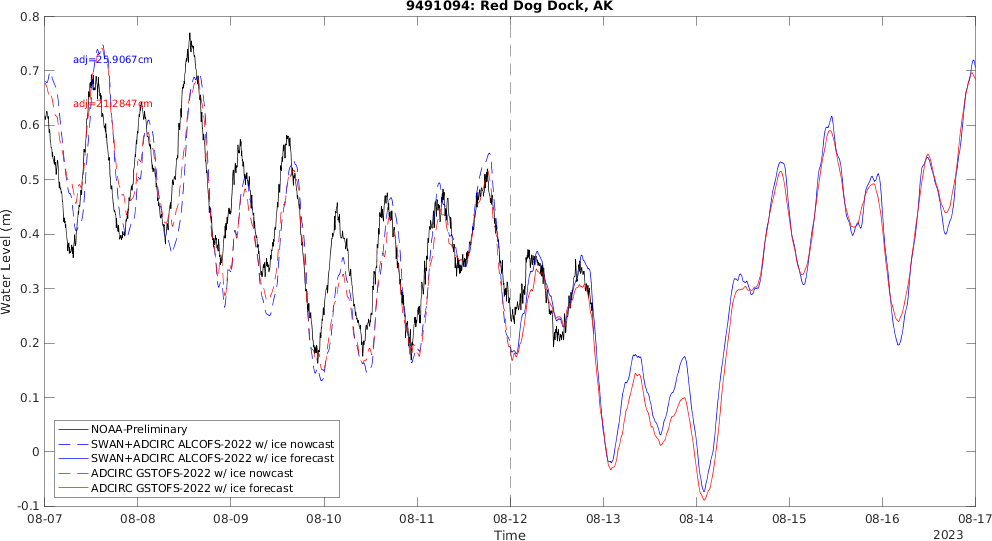 9491094: Red Dog Dock, AK
0.8
0.7
0.6
0.5
0.4
0.3
0.2
0.1
0
-0.1
Water Level (m)
adj=25.9067cm
adj=21.2847cm
NOAA-Preliminary
SWAN+ADCIRC ALCOFS-2022 w/ ice nowcast
SWAN+ADCIRC ALCOFS-2022 w/ ice forecast
ADCIRC GSTOFS-2022 w/ ice nowcast
ADCIRC GSTOFS-2022 w/ ice forecast
08-07 08-08 08-09 08-10 08-11 08-12 08-13 08-14 08-15 08-16 08-17
Time
2023